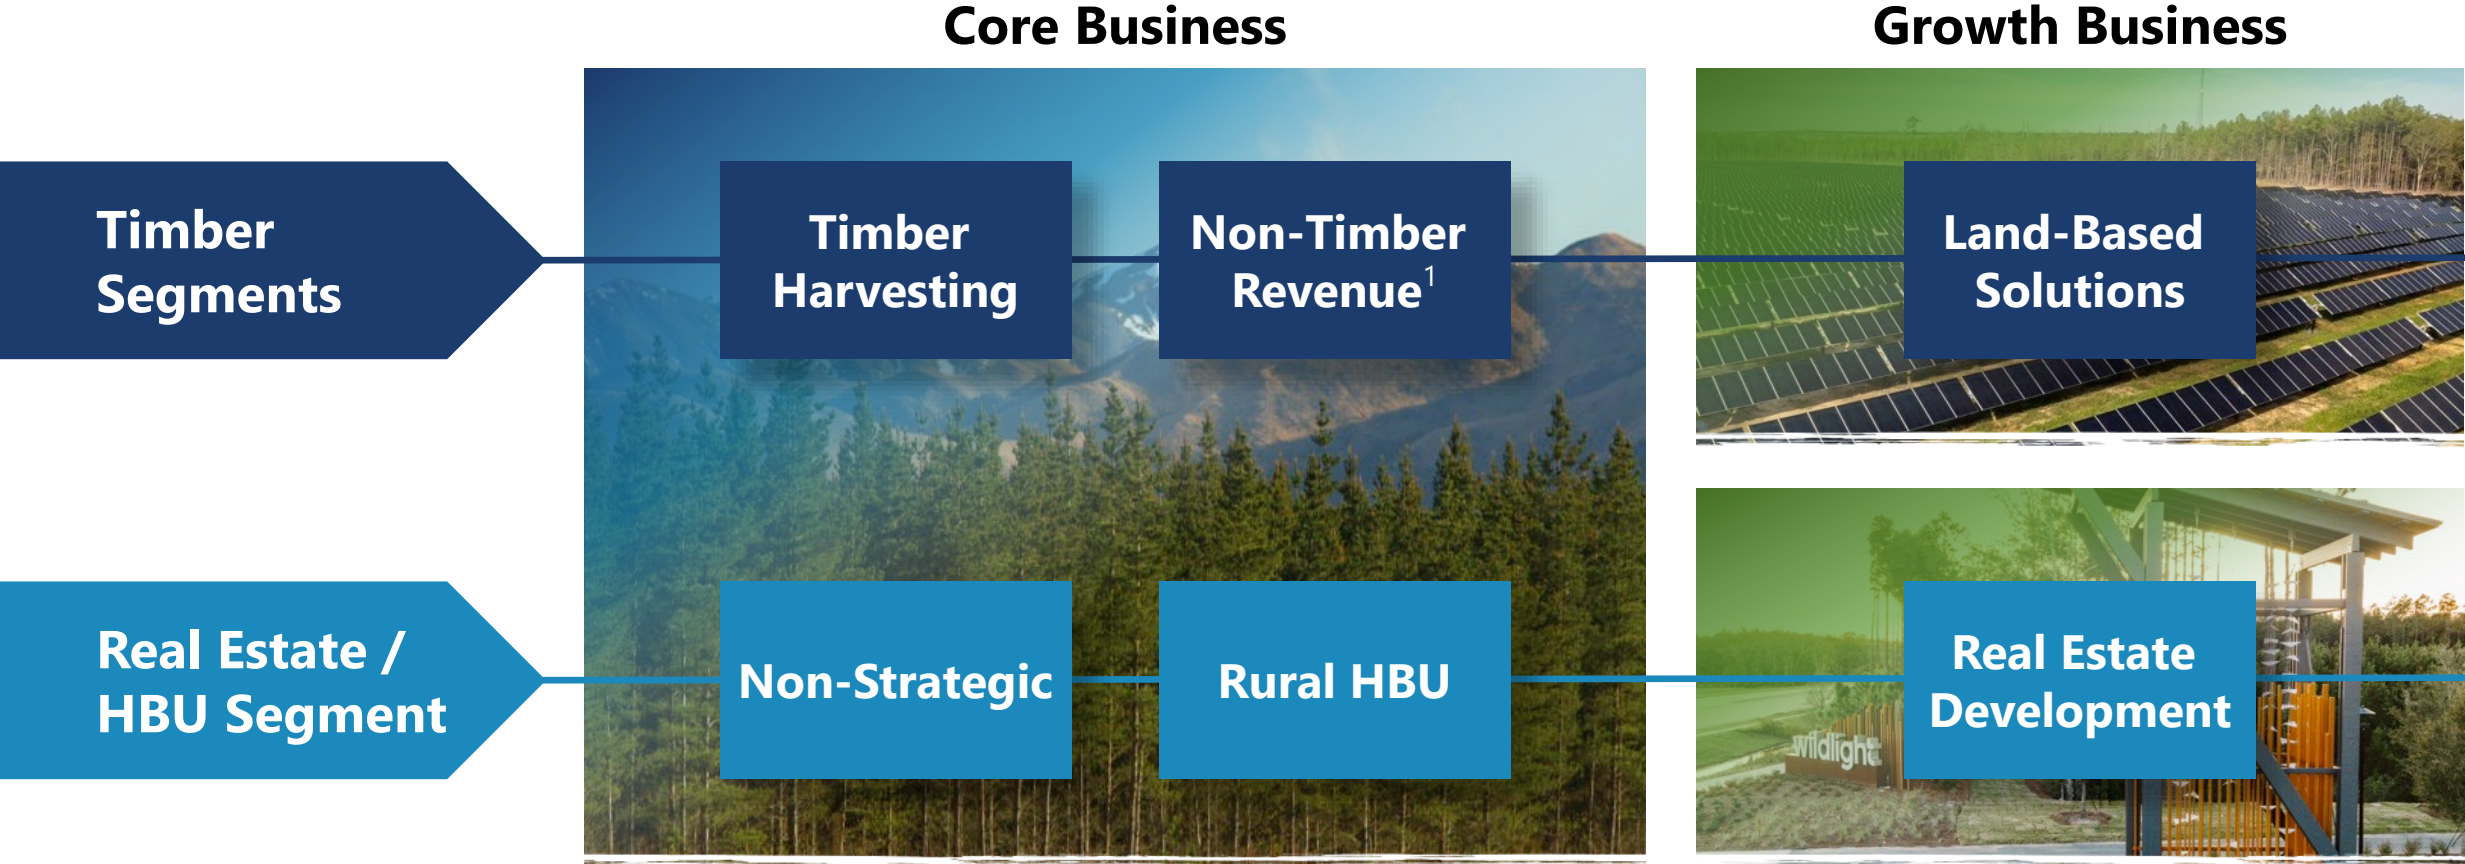 Core Business
Growth Business
Timber
Segments
Timber
Harvesting
Non-Timber
Revenue1
Land-Based
Solutions
Real Estate /
HBU Segment
Non-Strategic
Rural HBU
Real Estate
Development
wildlight